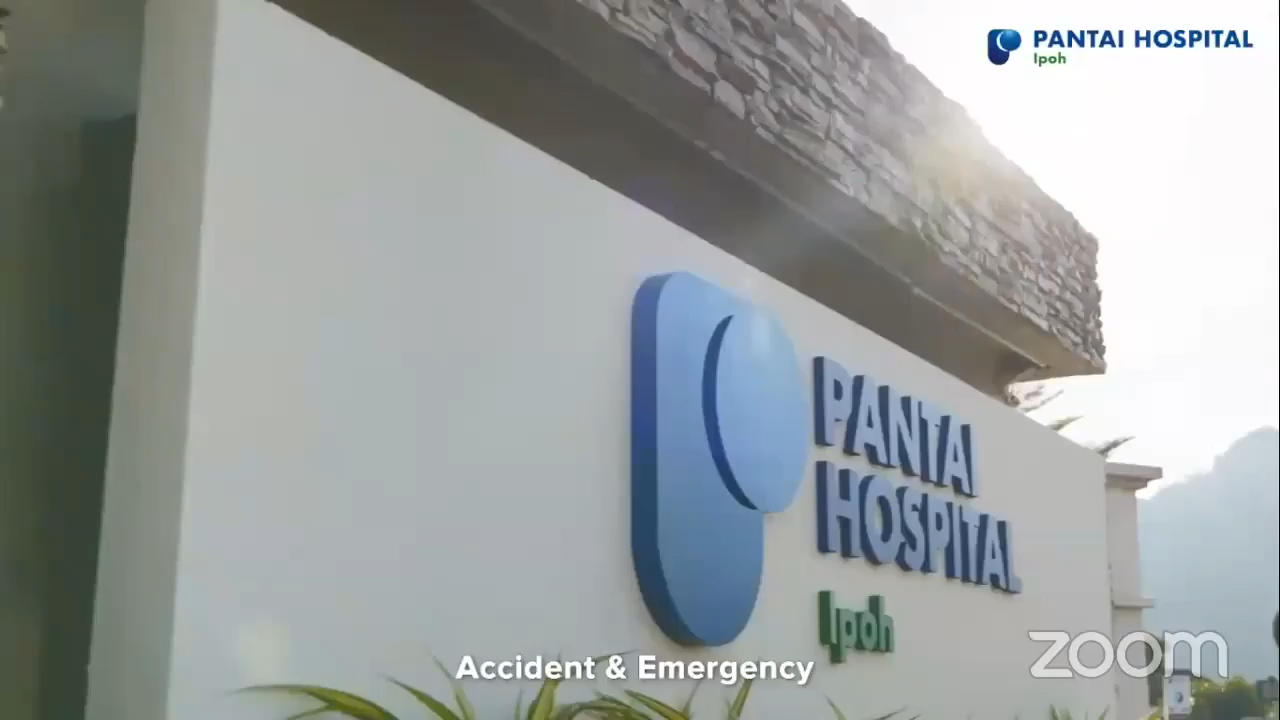 PANTAI HOSPITAL
Ipoh
PANTAI
HOSPITAL
Ipoh
Accident & Emergency
zoom